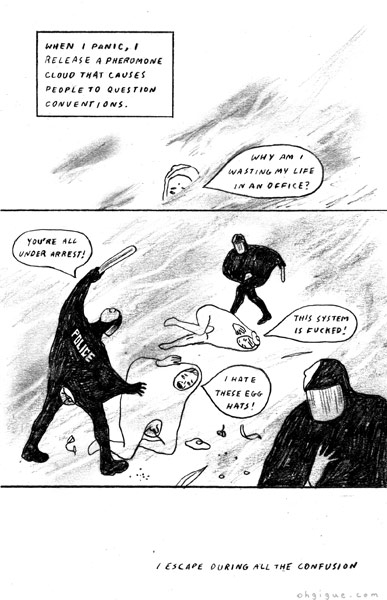 WHEN I PANIC, I
RELEASE A PHEROMONE
CLOUD THAT CAUSES
PEOPLE TO QUESTION
CONVENTIONS.
WHY AM I
WASTING MY LIFE
IN AN OFFICE?
YOU'RE ALL
UNDER ARREST!
POLICE
THIS SYSTEM
IS FUCKED!
I HATE
THESE EGG
HATS!
I ESCAPE DURING ALL THE CONFUSION
ohgigue.com